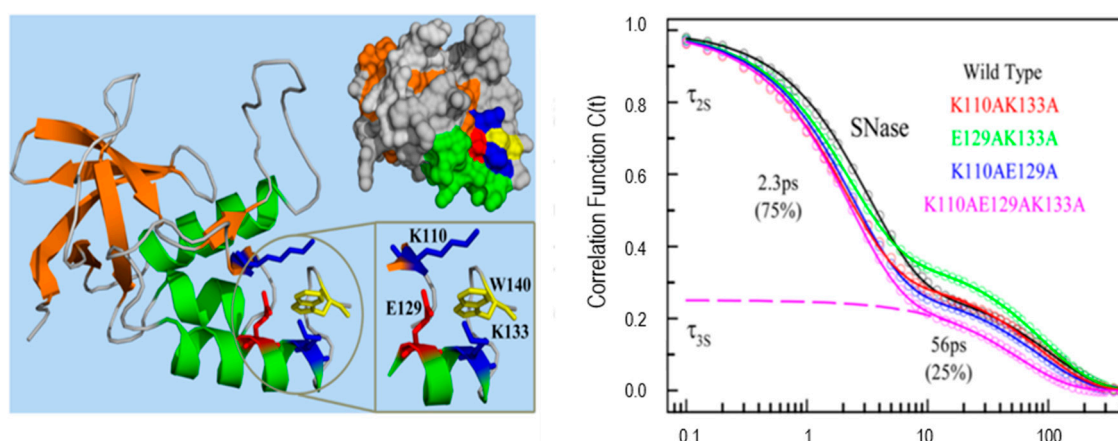 K110
W140
E129
K133
Correlation Function C(t)
1.0
0.8
0.6
0.4
0.2
0.0
τ2S
τ3S
SNase
2.3ps
(75%)
56ps
(25%)
Wild Type
K110AK133A
E129AK133A
K110AE129A
K110AE129AK133A
0.1
1
10
100